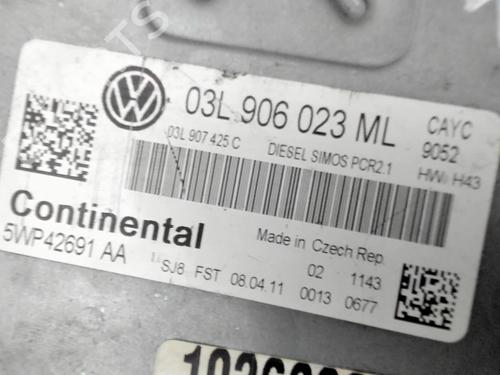 03L 906 023 ML
CAYC
03L 907 425 C
DIESEL SIMOS PCR2.1
9052
HW: H43
Continental
5WP42691 AA
Made in Czech Rep.
02 1143
SJ8 FST 08.04.11 0013 0677